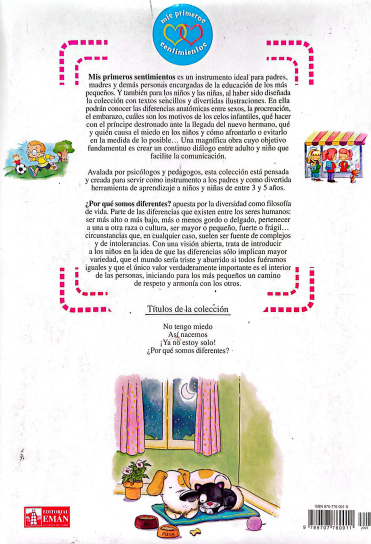 mis primeros
sentimientos
Mis primeros sentimientos es un instrumento ideal para padres,
madres y demás personas encargadas de la educación de los más
pequeños. Y también para los niños y las niñas, al haber sido diseñada
la colección con textos sencillos y divertidas ilustraciones. En ella
podrán conocer las diferencias anatómicas entre sexos, la procreación,
el embarazo, cuáles son los motivos de los celos infantiles, qué hacer
con el príncipe destronado ante la llegada del nuevo hermano, qué
y quién causa el miedo en los niños y cómo afrontarlo o evitarlo
en la medida de lo posible... Una magnífica obra cuyo objetivo
fundamental es crear un continuo diálogo entre adulto y niño que
facilite la comunicación.
Avalada por psicólogos y pedagogos, esta colección está pensada
y creada para servir como instrumento a los padres y como divertida
herramienta de aprendizaje a niños y niñas de entre 3 y 5 años.
¿Por qué somos diferentes? apuesta por la diversidad como filosofía
de vida. Parte de las diferencias que existen entre los seres humanos:
ser más alto o más bajo, más o menos gordo o delgado, pertenecer
a una u otra raza o cultura, ser mayor o pequeño, fuerte o frágil...
circunstancias que, en cualquier caso, suelen ser fuente de complejos
y de intolerancias. Con una visión abierta, trata de introducir
a los niños en la idea de que las diferencias sólo implican mayor
variedad, que el mundo sería triste y aburrido si todos fuéramos
iguales y que el único valor verdaderamente importante es el interior
de las personas, iniciando para los más pequeños un camino
de respeto y armonía con los otros.
Títulos de la colección
No tengo miedo
Así nacemos
¡Ya no estoy solo!
¿Por qué somos diferentes?
EDITORIAL
EMÁN